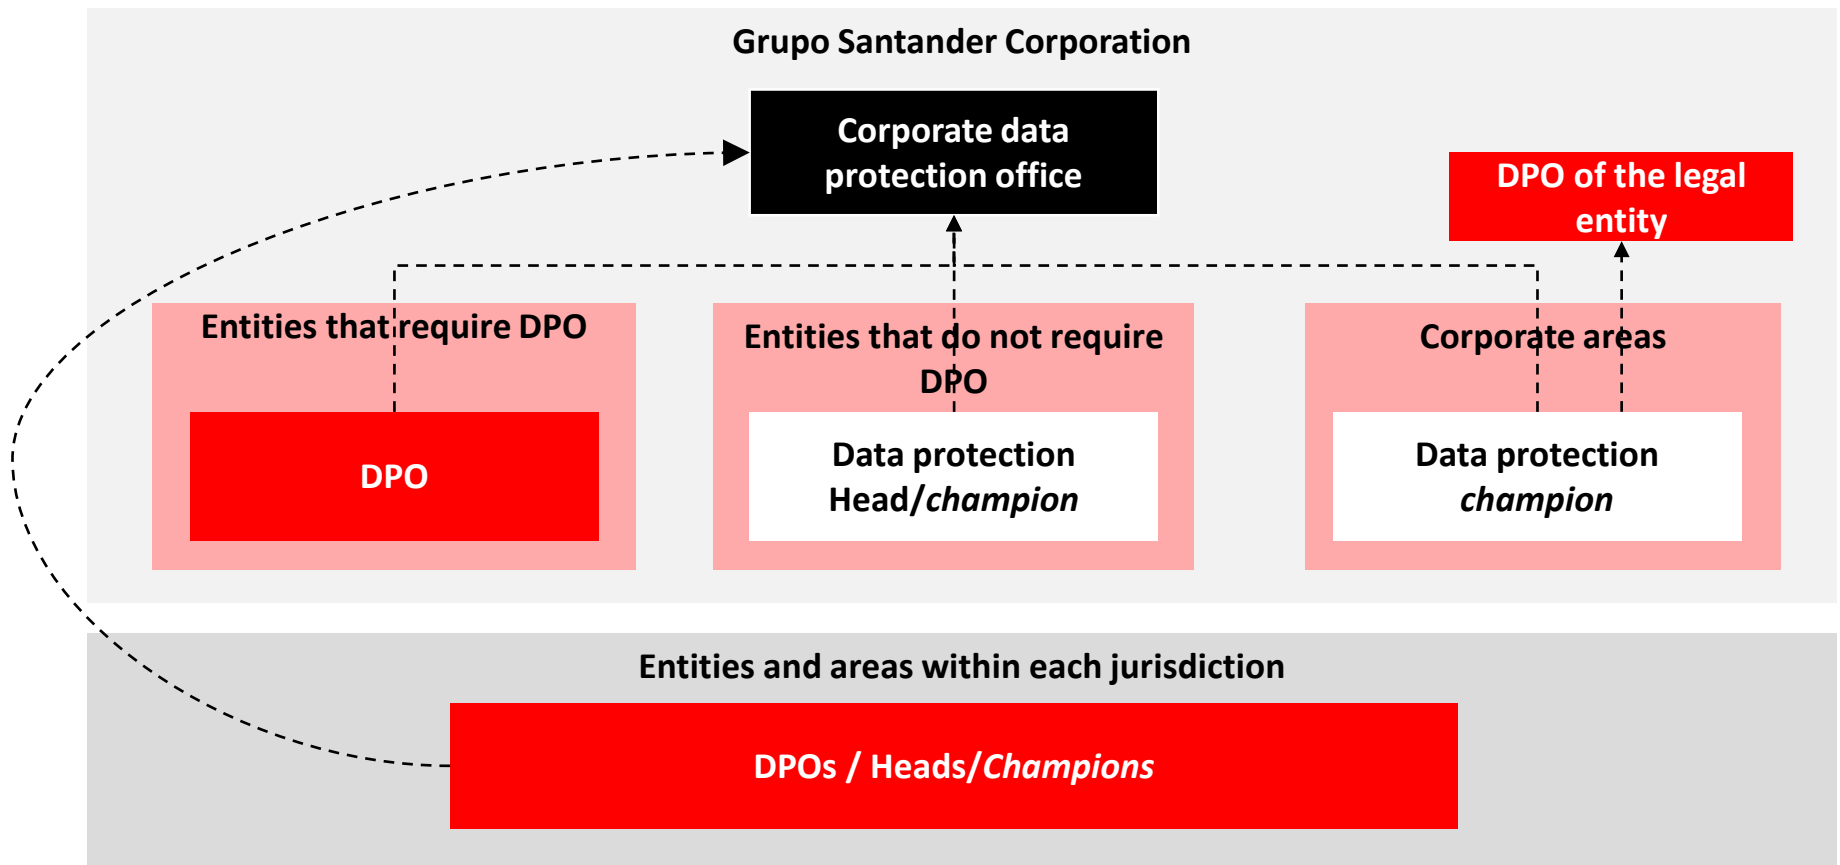 Grupo Santander Corporation
Corporate data
protection office
DPO of the legal
entity
Entities that require DPO
Entities that do not require
DPO
Corporate areas
DPO
Data protection
Head/champion
Data protection
champion
Entities and areas within each jurisdiction
DPOs / Heads/Champions